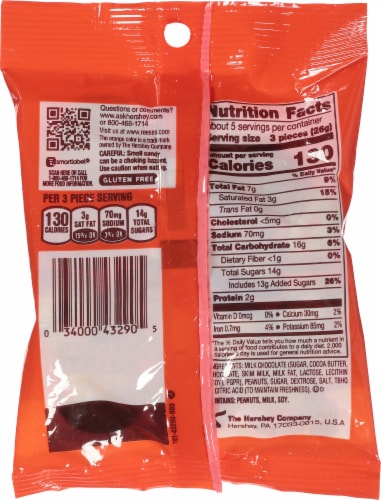 Questions or comments?
www.askhershey.com
or 800-468-1714
Visit us at www.reeses.com
The orange color is a trademark
owned by The Hershey Company
CAREFUL: Small candy
can be a choking hazard.
Use caution when eating.
GLUTEN FREE
smartlabel®
SCAN HERE OR CALL
1-800-468-1714 FOR
MORE FOOD INFORMATION.
PER 3 PIECE SERVING
130
CALORIES
3g
SAT FAT
15% DV
70mg
SODIUM
3% DV
14g
TOTAL
SUGARS
0 34000 43290 5
101-43290-005
Nutrition Facts
about 5 servings per container
Serving size 3 pieces (26g)
Amount per serving
Calories 130
% Daily Value*
Total Fat 7g 9%
Saturated Fat 3g 15%
Trans Fat 0g
Cholesterol <5mg 0%
Sodium 70mg 3%
Total Carbohydrate 16g 6%
Dietary Fiber <1g 0%
Total Sugars 14g
Includes 13g Added Sugars 26%
Protein 2g
Vitamin D 0mcg 0% • Calcium 30mg 2%
Iron 0.7mg 4% • Potassium 85mg 2%
*The % Daily Value tells you how much a nutrient in
a serving of food contributes to a daily diet. 2,000
calories a day is used for general nutrition advice.
INGREDIENTS: MILK CHOCOLATE (SUGAR, COCOA BUTTER,
CHOCOLATE, SKIM MILK, MILK FAT, LACTOSE, LECITHIN
(SOY), PGPR), PEANUTS, SUGAR, DEXTROSE, SALT, TBHQ
AND CITRIC ACID (TO MAINTAIN FRESHNESS).
CONTAINS: PEANUTS, MILK, SOY.
The Hershey Company
Hershey, PA 17033-0815, U.S.A